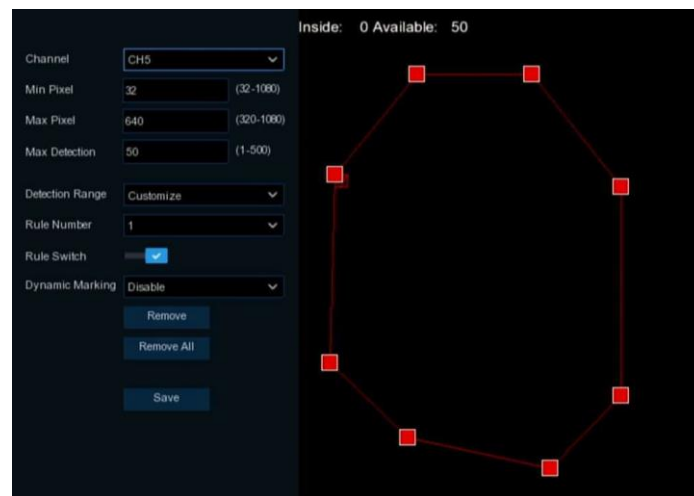 Inside: 0 Available: 50
Channel CH5
Min Pixel 32 (32-1080)
Max Pixel 640 (320-1080)
Max Detection 50 (1-500)
Detection Range Customize
Rule Number 1
Rule Switch
Dynamic Marking Disable
Remove
Remove All
Save